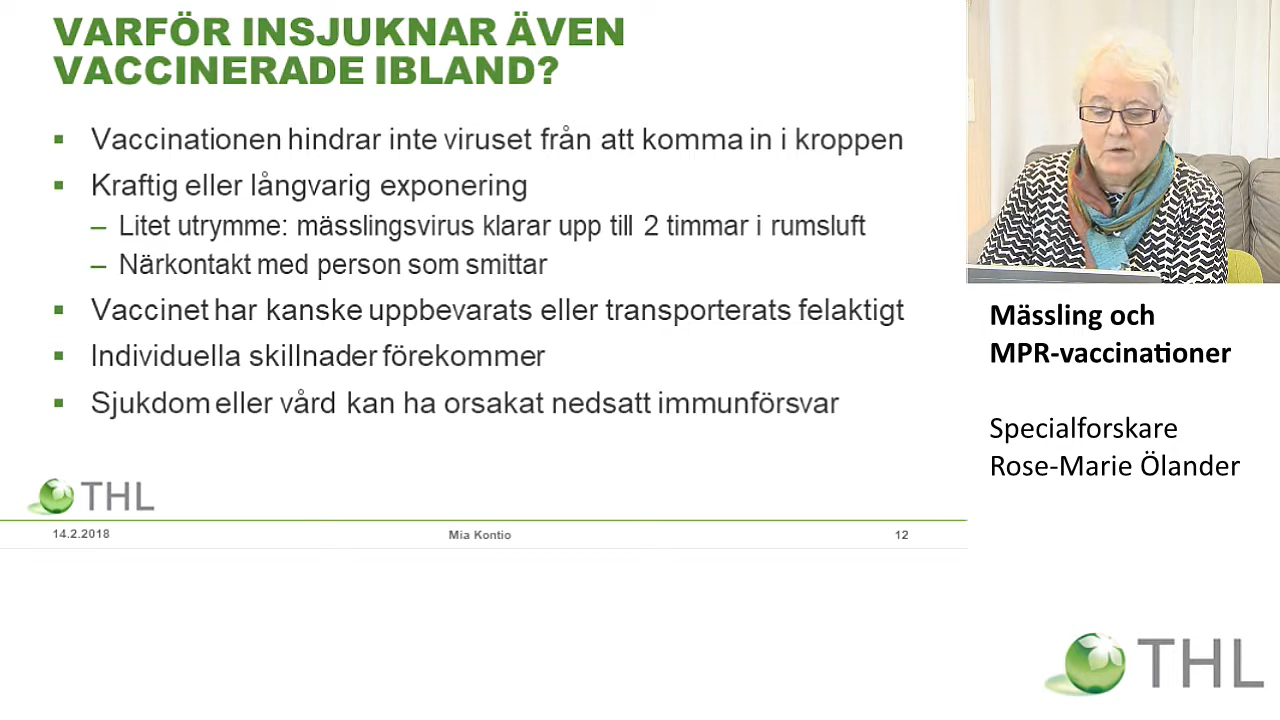 VARFÖR INSJUKNAR ÄVEN
VACCINERADE IBLAND?
Vaccinationen hindrar inte viruset från att komma in i kroppen
Kraftig eller långvarig exponering
– Litet utrymme: mässlingsvirus klarar upp till 2 timmar i rumsluft
– Närkontakt med person som smittar
Vaccinet har kanske uppbevarats eller transporterats felaktigt
Individuella skillnader förekommer
Sjukdom eller vård kan ha orsakat nedsatt immunförsvar
THL
14.2.2018 Mia Kontio 12
Mässling och
MPR-vaccinationer
Specialforskare
Rose-Marie Ölander
THL